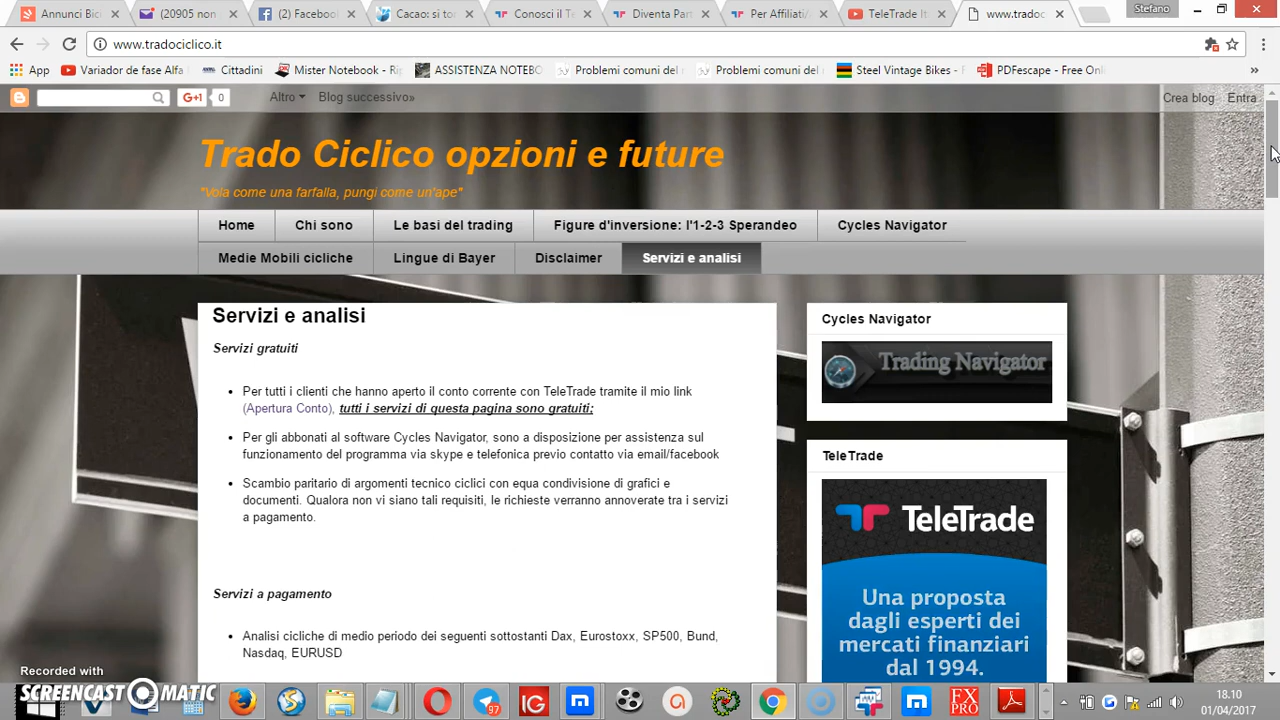 Annunci Bic
(20905 non
(2) Faceboo
Cacao: sì to
Conosci il T
Diventa Par
Per Affiliati
TeleTrade It
www.tradoc
Stefano
www.tradociclico.it
App
Variador de fase Alfa
Cittadini
Mister Notebook - Rip
ASSISTENZA NOTEBO
Problemi comuni del
Problemi comuni del
Steel Vintage Bikes - F
PDFescape - Free Onl
»
G+1 0
Altro
Blog successivo»
Crea blog
Entra
Trado Ciclico opzioni e future
"Vola come una farfalla, pungi come un'ape"
Home
Chi sono
Le basi del trading
Figure d'inversione: l'1-2-3 Sperandeo
Cycles Navigator
Medie Mobili cicliche
Lingue di Bayer
Disclaimer
Servizi e analisi
Servizi e analisi
Servizi gratuiti
Per tutti i clienti che hanno aperto il conto corrente con TeleTrade tramite il mio link
(Apertura Conto), tutti i servizi di questa pagina sono gratuiti;
Per gli abbonati al software Cycles Navigator, sono a disposizione per assistenza sul
funzionamento del programma via skype e telefonica previo contatto via email/facebook
Scambio paritario di argomenti tecnico ciclici con equa condivisione di grafici e
documenti. Qualora non vi siano tali requisiti, le richieste verranno annoverate tra i servizi
a pagamento.
Servizi a pagamento
Analisi cicliche di medio periodo dei seguenti sottostanti Dax, Eurostoxx, SP500, Bund,
Nasdaq, EURUSD
Cycles Navigator
Trading Navigator
TeleTrade
TeleTrade
Una proposta
dagli esperti dei
mercati finanziari
dal 1994.
Recorded with
SCREENCAST MATIC
97
IG
FX
PRO
18.10
01/04/2017